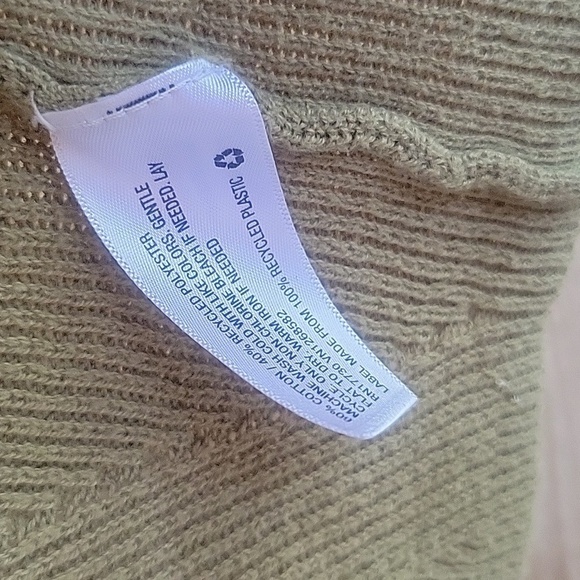 60% COTTON / 40% RECYCLED POLYESTER.
MACHINE WASH COLD WITH LIKE COLORS, GENTLE
CYCLE ONLY NON CHLORINE BLEACH IF NEEDED. LAY
FLAT TO DRY. WARM IRON IF NEEDED
RN17730 VN1268582
LABEL MADE FROM 100% RECYCLED PLASTIC